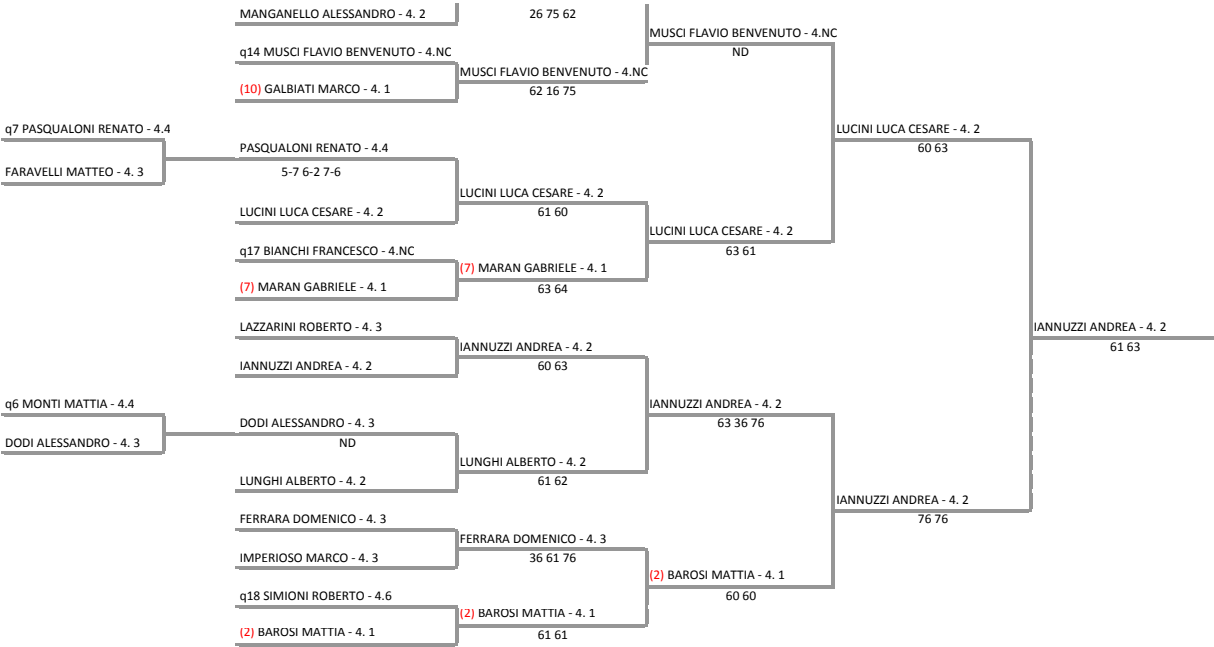 MANGANELLO ALESSANDRO - 4. 2
26 75 62
MUSCI FLAVIO BENVENUTO - 4.NC
ND
q14 MUSCI FLAVIO BENVENUTO - 4.NC
MUSCI FLAVIO BENVENUTO - 4.NC
62 16 75
(10) GALBIATI MARCO - 4. 1
q7 PASQUALONI RENATO - 4.4
LUCINI LUCA CESARE - 4. 2
60 63
PASQUALONI RENATO - 4.4
5-7 6-2 7-6
FARAVELLI MATTEO - 4. 3
LUCINI LUCA CESARE - 4. 2
61 60
LUCINI LUCA CESARE - 4. 2
LUCINI LUCA CESARE - 4. 2
63 61
q17 BIANCHI FRANCESCO - 4.NC
(7) MARAN GABRIELE - 4. 1
63 64
(7) MARAN GABRIELE - 4. 1
LAZZARINI ROBERTO - 4. 3
IANNUZZI ANDREA - 4. 2
61 63
IANNUZZI ANDREA - 4. 2
60 63
IANNUZZI ANDREA - 4. 2
q6 MONTI MATTIA - 4.4
IANNUZZI ANDREA - 4. 2
63 36 76
DODI ALESSANDRO - 4. 3
ND
DODI ALESSANDRO - 4. 3
LUNGHI ALBERTO - 4. 2
61 62
LUNGHI ALBERTO - 4. 2
IANNUZZI ANDREA - 4. 2
76 76
FERRARA DOMENICO - 4. 3
FERRARA DOMENICO - 4. 3
36 61 76
IMPERIOSO MARCO - 4. 3
(2) BAROSI MATTIA - 4. 1
60 60
q18 SIMIONI ROBERTO - 4.6
(2) BAROSI MATTIA - 4. 1
61 61
(2) BAROSI MATTIA - 4. 1